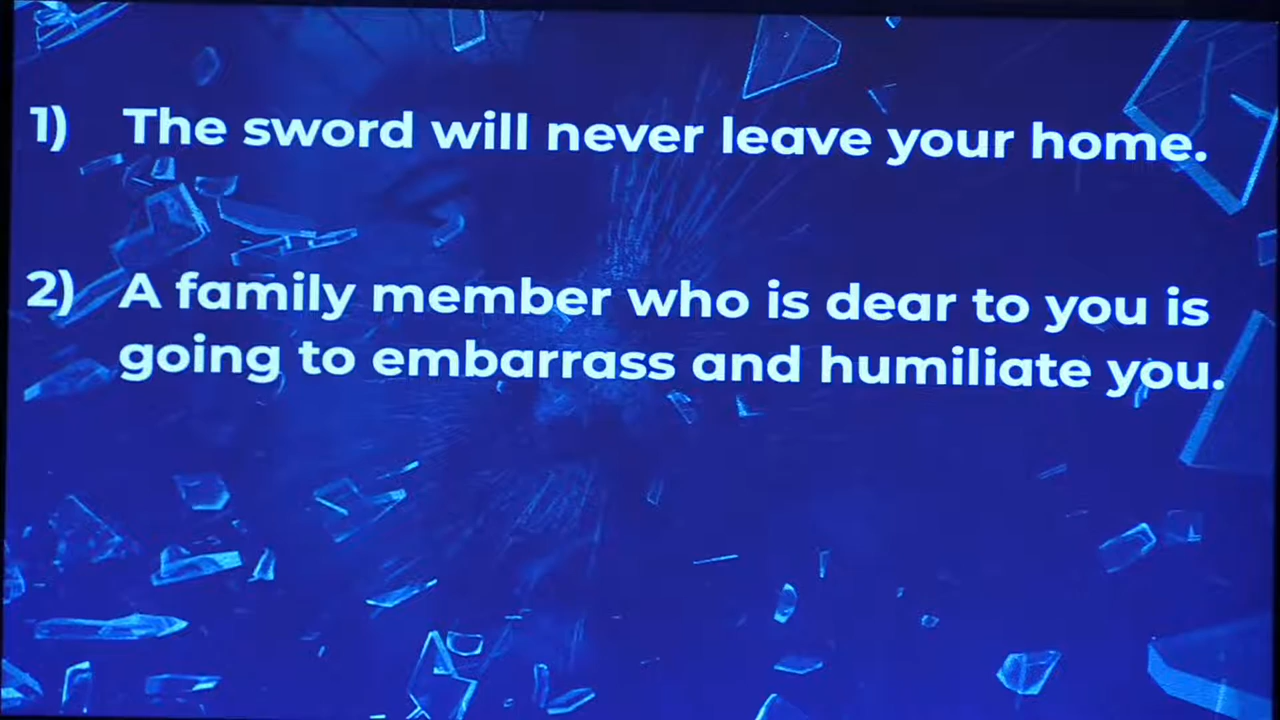 1) The sword will never leave your home.
2) A family member who is dear to you is
going to embarrass and humiliate you.